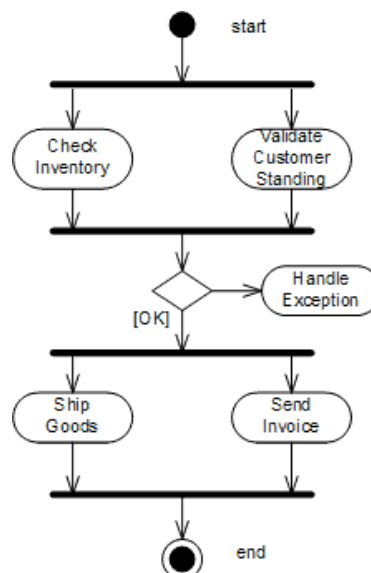 start
Check
Inventory
Validate
Customer
Standing
Handle
Exception
[OK]
Ship
Goods
Send
Invoice
end